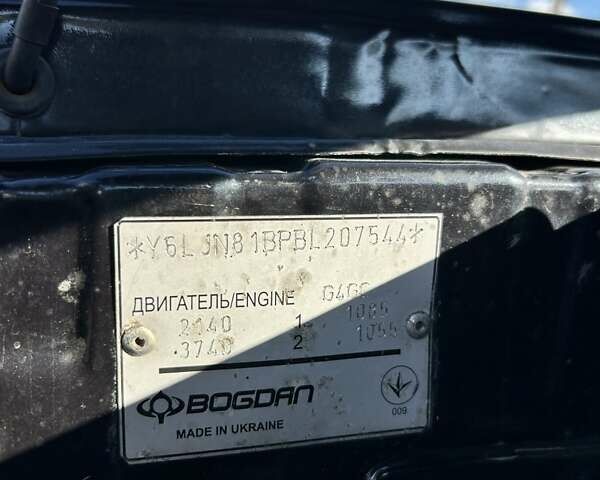 *Y6LJN81BPBL207544*
ДВИГАТЕЛЬ/ENGINE G4GC
2140 1 1085
3740 2 1055
BOGDAN
009
MADE IN UKRAINE